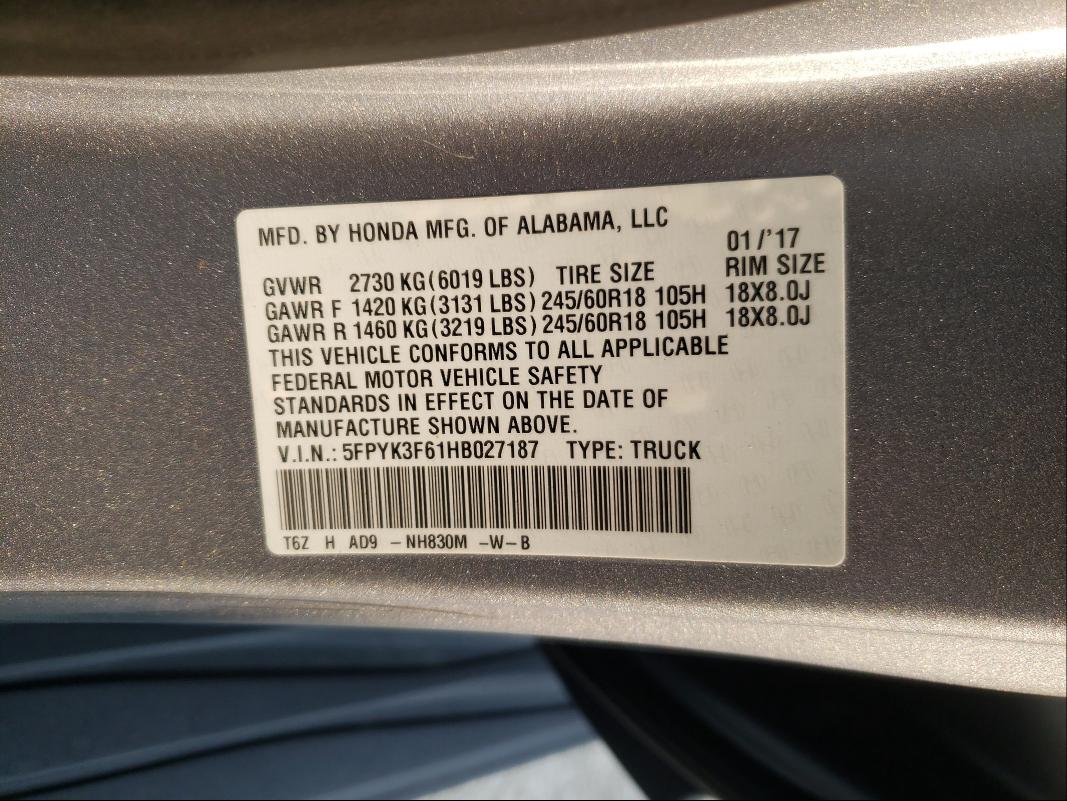 MFD. BY HONDA MFG. OF ALABAMA, LLC
01/'17
GVWR 2730 KG (6019 LBS) TIRE SIZE RIM SIZE
GAWR F 1420 KG (3131 LBS) 245/60R18 105H 18X8.0J
GAWR R 1460 KG (3219 LBS) 245/60R18 105H 18X8.0J
THIS VEHICLE CONFORMS TO ALL APPLICABLE
FEDERAL MOTOR VEHICLE SAFETY
STANDARDS IN EFFECT ON THE DATE OF
MANUFACTURE SHOWN ABOVE.
V.I.N.: 5FPYK3F61HB027187 TYPE: TRUCK
T6Z H AD9 -NH830M -W-B